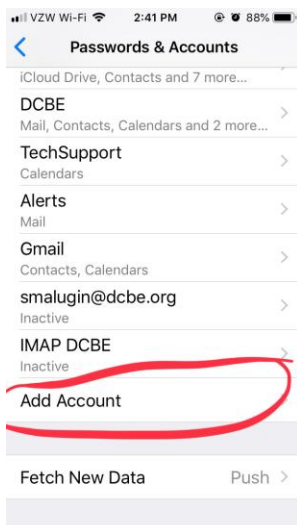 VZW Wi-Fi 2:41 PM 88%
Passwords & Accounts
iCloud Drive, Contacts and 7 more...
DCBE
Mail, Contacts, Calendars and 2 more...
TechSupport
Calendars
Alerts
Mail
Gmail
Contacts, Calendars
smalugin@dcbe.org
Inactive
IMAP DCBE
Inactive
Add Account
Fetch New Data Push